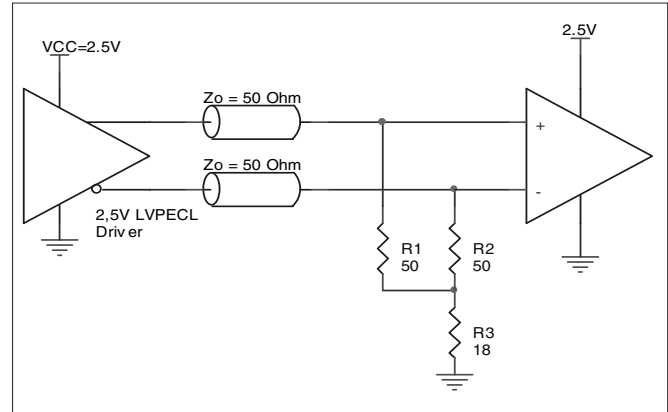 VCC=2.5V
2.5V
Zo = 50 Ohm
+
Zo = 50 Ohm
-
2,5V LVPECL
Driver
R1
50
R2
50
R3
18